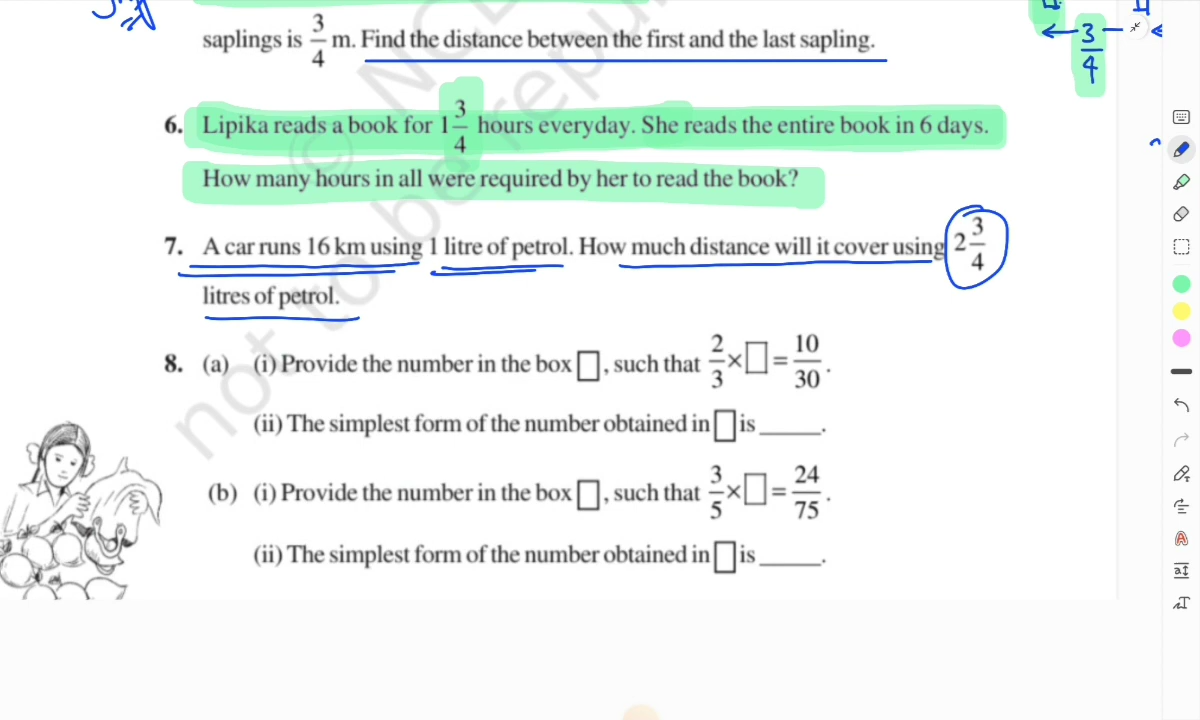 saplings is 3/4 m. Find the distance between the first and the last sapling.
3/4
6. Lipika reads a book for 1 3/4 hours everyday. She reads the entire book in 6 days.
How many hours in all were required by her to read the book?
7. A car runs 16 km using 1 litre of petrol. How much distance will it cover using 2 3/4
litres of petrol.
8. (a) (i) Provide the number in the box □, such that 2/3 × □ = 10/30.
(ii) The simplest form of the number obtained in □ is _____.
(b) (i) Provide the number in the box □, such that 3/5 × □ = 24/75.
(ii) The simplest form of the number obtained in □ is _____.
not to be repu